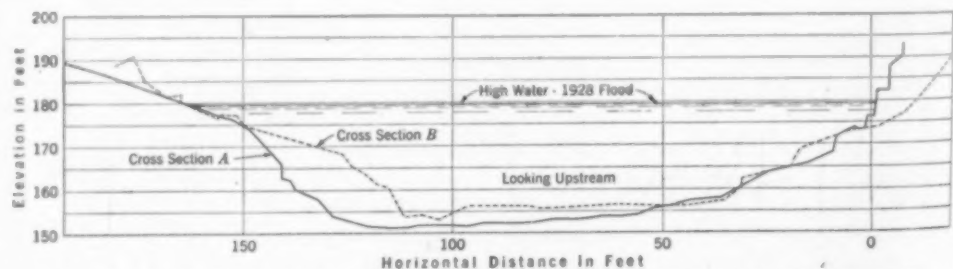 200
190
180
170
160
150
Elevation in Feet
High Water - 1928 Flood
Cross Section B
Cross Section A
Looking Upstream
150
100
50
0
Horizontal Distance in Feet